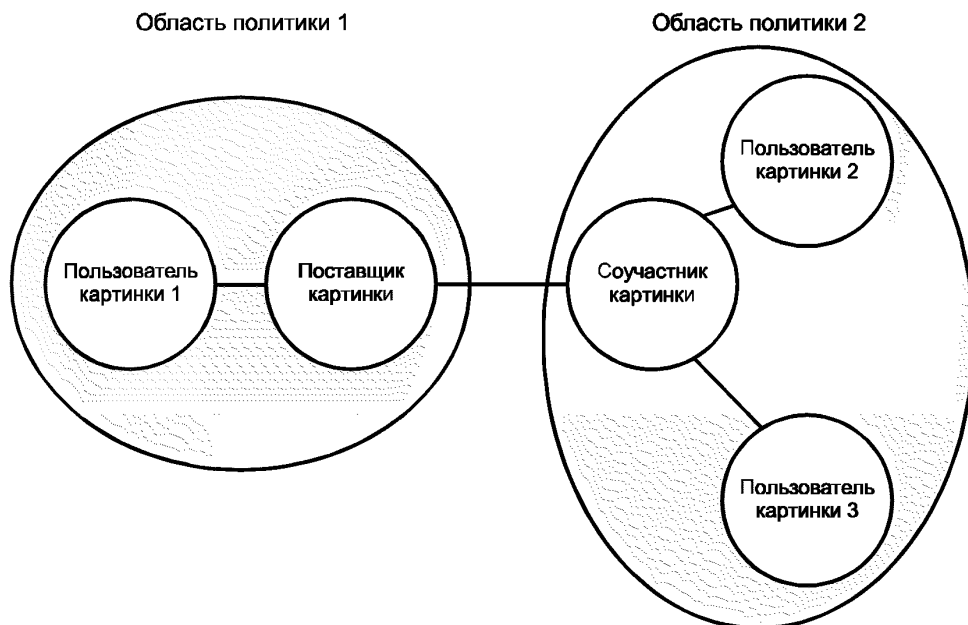 Область политики 1
Область политики 2
Пользователь
картинки 1
Поставщик
картинки
Соучастник
картинки
Пользователь
картинки 2
Пользователь
картинки 3